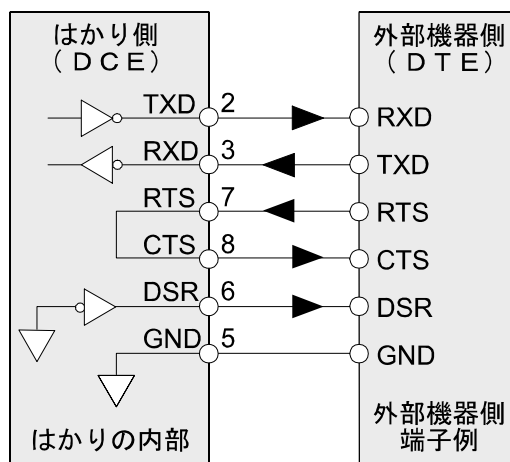 はかり側
（ＤＣＥ）
外部機器側
（ＤＴＥ）
TXD 2 RXD
RXD 3 TXD
RTS 7 RTS
CTS 8 CTS
DSR 6 DSR
GND 5 GND
はかりの内部
外部機器側
端子例